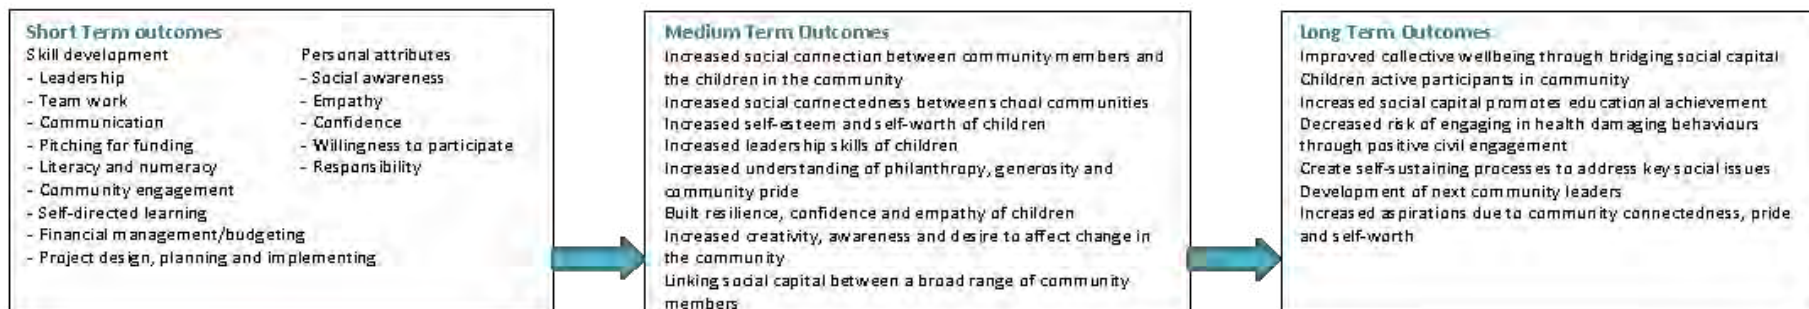 Short Term outcomes
Skill development
- Leadership
- Team work
- Communication
- Pitching for funding
- Literacy and numeracy
- Community engagement
- Self-directed learning
- Financial management/budgeting
- Project design, planning and implementing
Personal attributes
- Social awareness
- Empathy
- Confidence
- Willingness to participate
- Responsibility
Medium Term Outcomes
Increased social connection between community members and
the children in the community
Increased social connectedness between school communities
Increased self-esteem and self-worth of children
Increased leadership skills of children
Increased understanding of philanthropy, generosity and
community pride
Built resilience, confidence and empathy of children
Increased creativity, awareness and desire to affect change in
the community
Linking social capital between a broad range of community
members
Long Term Outcomes
Improved collective wellbeing through bridging social capital
Children active participants in community
Increased social capital promotes educational achievement
Decreased risk of engaging in health damaging behaviours
through positive civil engagement
Create self-sustaining processes to address key social issues
Development of next community leaders
Increased aspirations due to community connectedness, pride
and self-worth